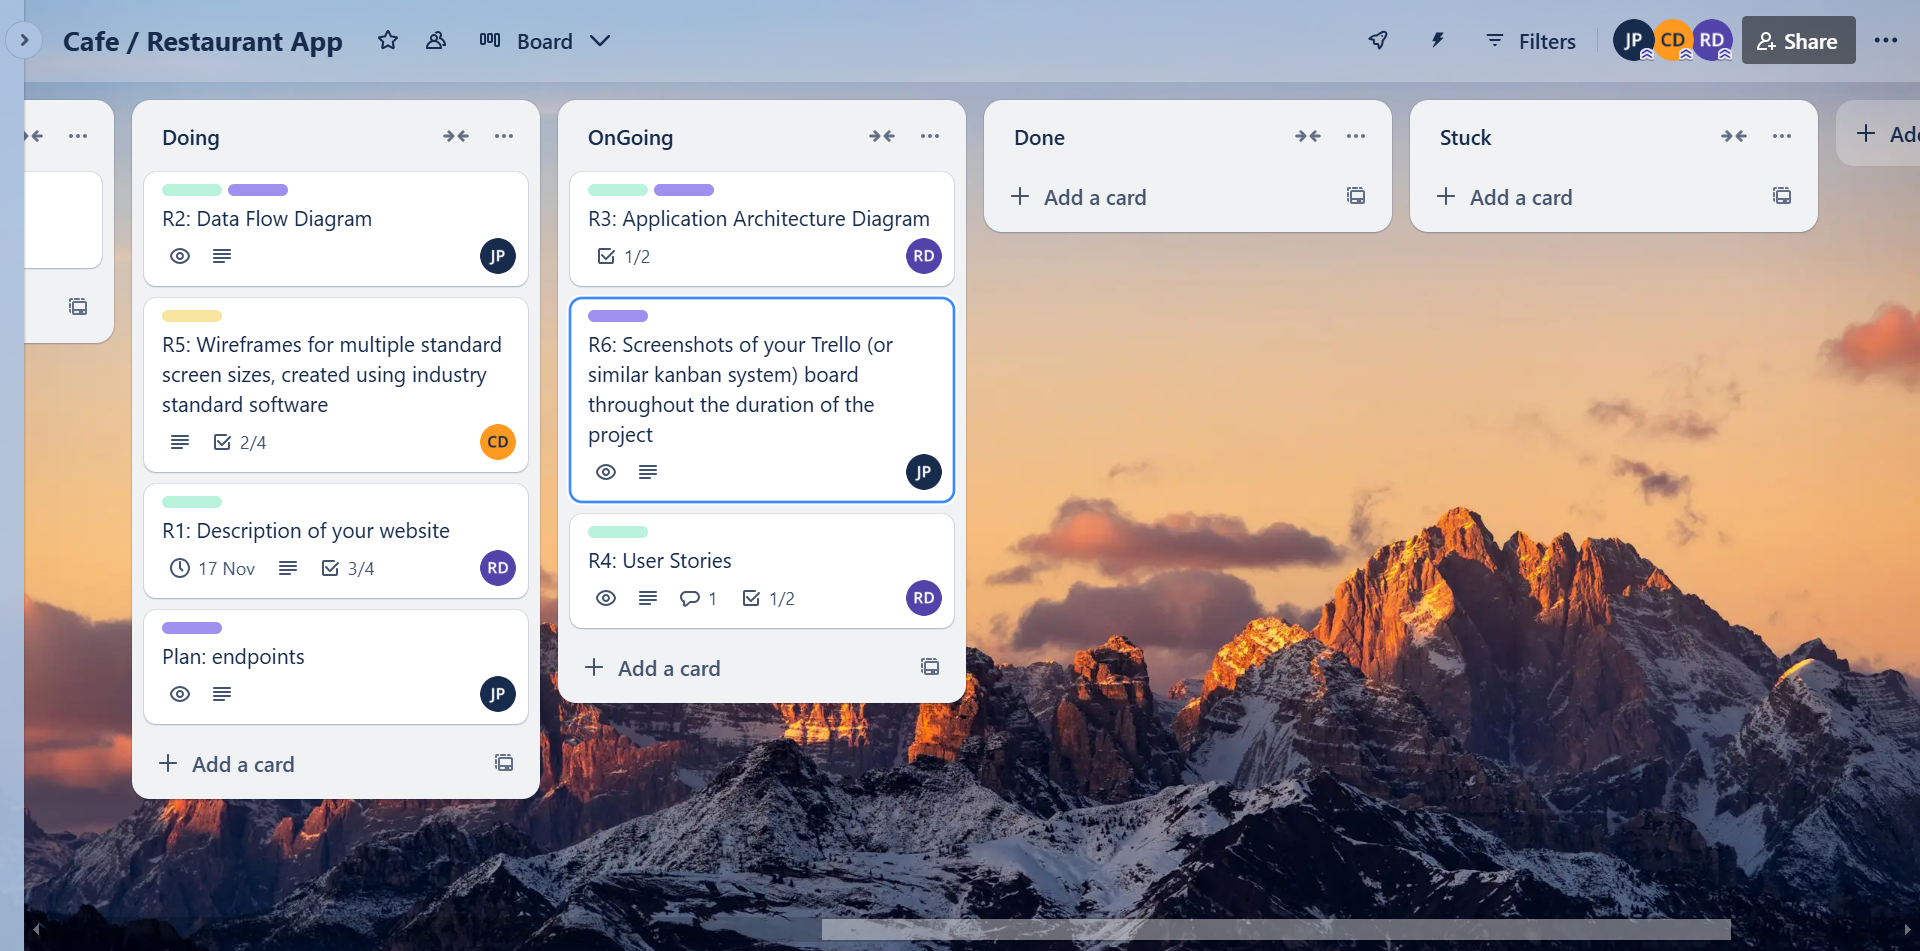 Cafe / Restaurant App
Board
Filters
JP
CD
RD
Share
Doing
R2: Data Flow Diagram
JP
R5: Wireframes for multiple standard
screen sizes, created using industry
standard software
2/4
CD
R1: Description of your website
17 Nov
3/4
RD
Plan: endpoints
JP
Add a card
OnGoing
R3: Application Architecture Diagram
1/2
RD
R6: Screenshots of your Trello (or
similar kanban system) board
throughout the duration of the
project
JP
R4: User Stories
1
1/2
RD
Add a card
Done
Add a card
Stuck
Add a card